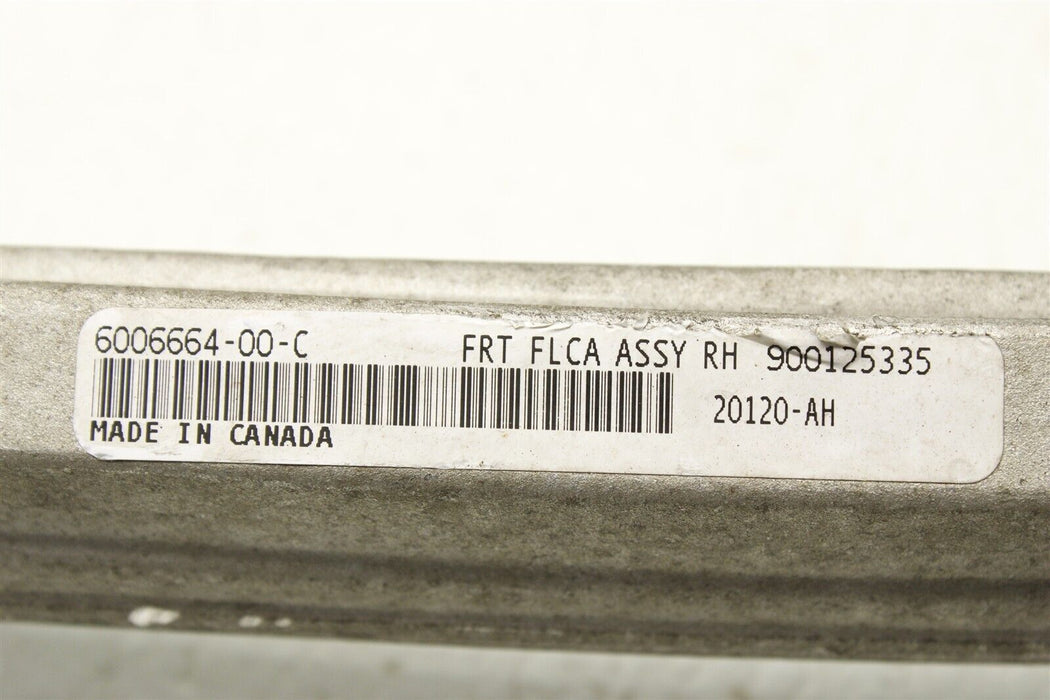 6006664-00-C FRT FLCA ASSY RH 900125335
20120-AH
MADE IN CANADA